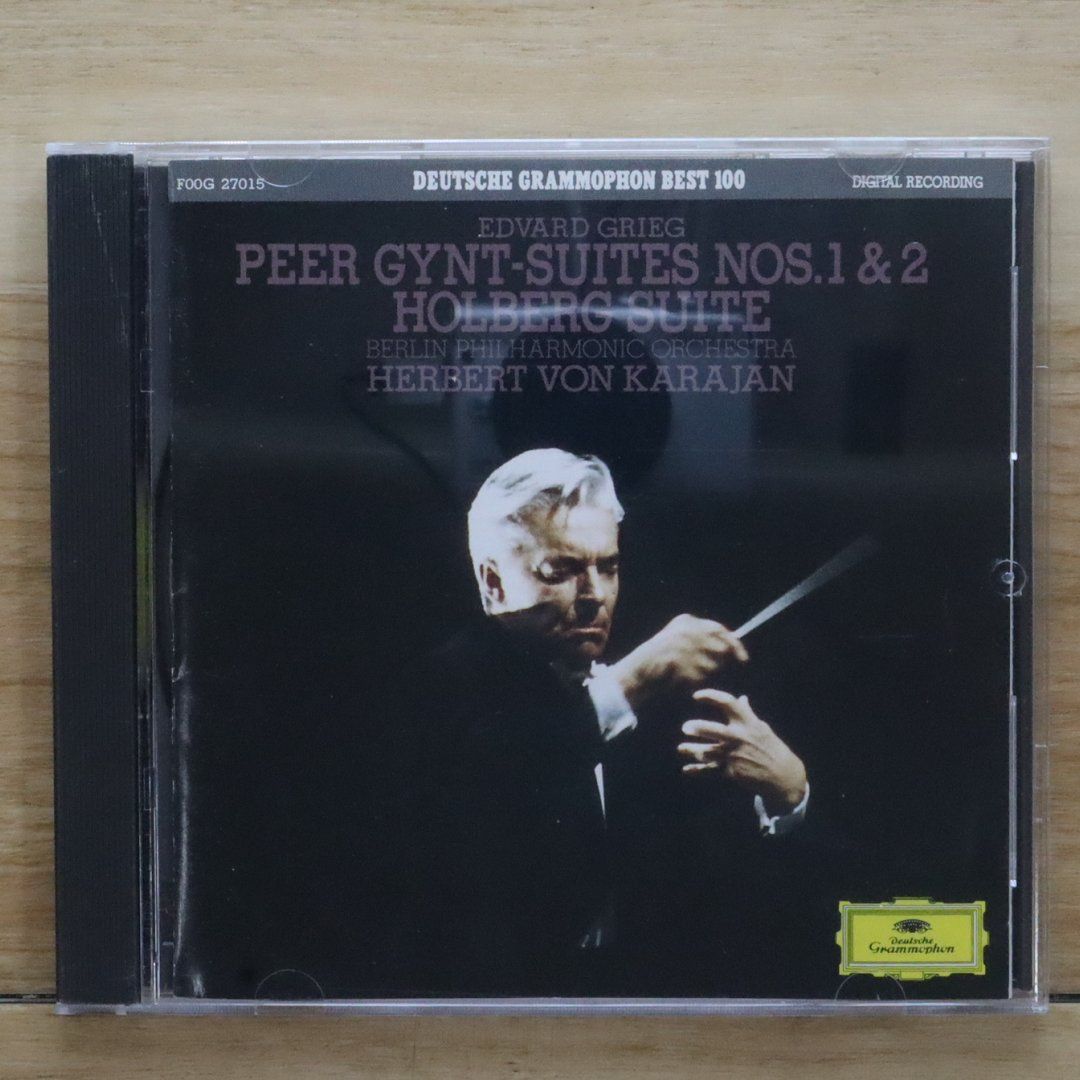 F00G 27015 DEUTSCHE GRAMMOPHON BEST 100 DIGITAL RECORDING
EDVARD GRIEG
PEER GYNT-SUITES NOS.1 & 2
HOLBERG SUITE
BERLIN PHILHARMONIC ORCHESTRA
HERBERT VON KARAJAN
Deutsche
Grammophon